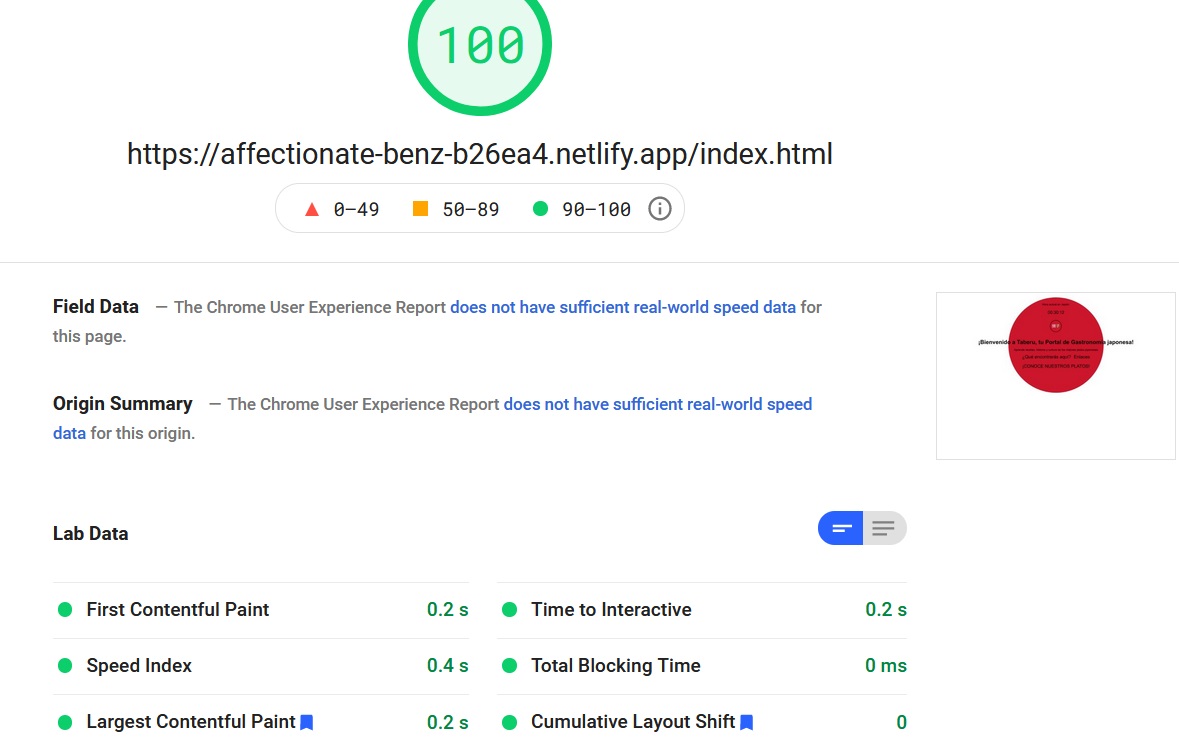 100
https://affectionate-benz-b26ea4.netlify.app/index.html
0–49 50–89 90–100
Field Data — The Chrome User Experience Report does not have sufficient real-world speed data for
this page.
Origin Summary — The Chrome User Experience Report does not have sufficient real-world speed
data for this origin.
¡Bienvenido a Taberu, tu Portal de Gastronomía japonesa!
¿Qué encontrarás aquí?
¡CONOCE NUESTROS PLATOS!
Lab Data
First Contentful Paint 0.2 s
Time to Interactive 0.2 s
Speed Index 0.4 s
Total Blocking Time 0 ms
Largest Contentful Paint 0.2 s
Cumulative Layout Shift 0